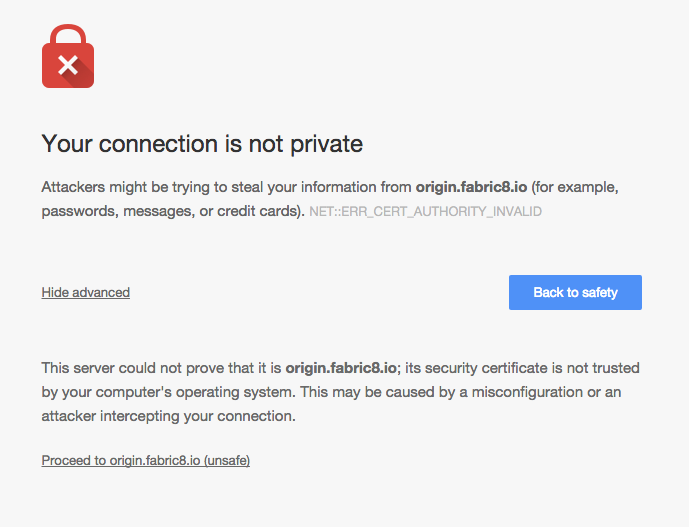 Your connection is not private
Attackers might be trying to steal your information from origin.fabric8.io (for example,
passwords, messages, or credit cards). NET::ERR_CERT_AUTHORITY_INVALID
Hide advanced
Back to safety
This server could not prove that it is origin.fabric8.io; its security certificate is not trusted
by your computer's operating system. This may be caused by a misconfiguration or an
attacker intercepting your connection.
Proceed to origin.fabric8.io (unsafe)